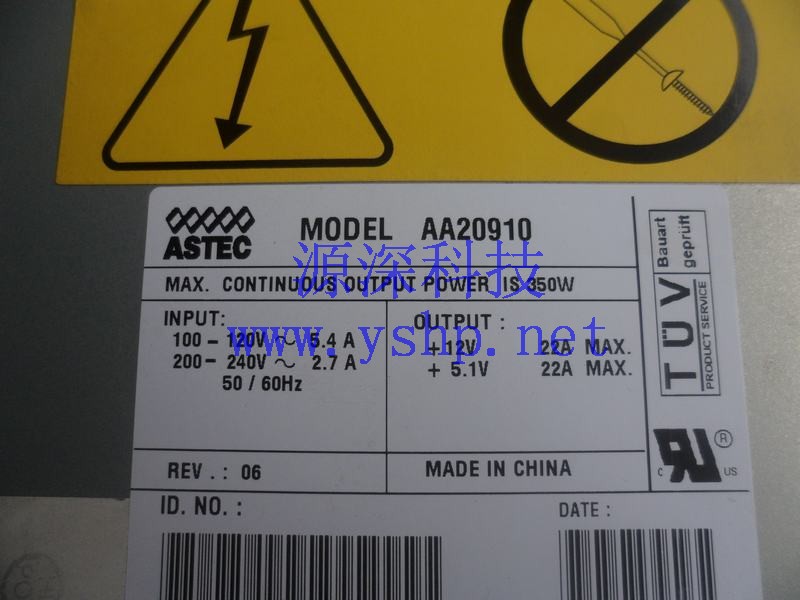 ASTEC
MODEL AA20910
MAX. CONTINUOUS OUTPUT POWER IS 350W
源深科技
www.yshp.net
INPUT:
100 – 120V ~ 5.4 A
200 – 240V ~ 2.7 A
50 / 60Hz
OUTPUT :
+12V 22A MAX.
+ 5.1V 22A MAX.
REV . : 06
MADE IN CHINA
ID. NO. :
DATE :
TÜV
Bauart
geprüft
PRODUCT SERVICE
c RU US ®